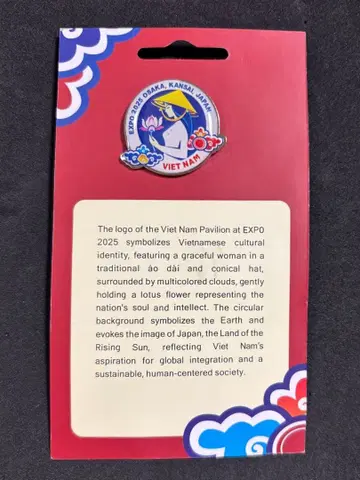 EXPO 2025 OSAKA, KANSAI, JAPAN
VIET NAM
The logo of the Viet Nam Pavilion at EXPO
2025 symbolizes Vietnamese cultural
identity, featuring a graceful woman in a
traditional áo dài and conical hat,
surrounded by multicolored clouds, gently
holding a lotus flower representing the
nation's soul and intellect. The circular
background symbolizes the Earth and
evokes the image of Japan, the Land of the
Rising Sun, reflecting Viet Nam's
aspiration for global integration and a
sustainable, human-centered society.